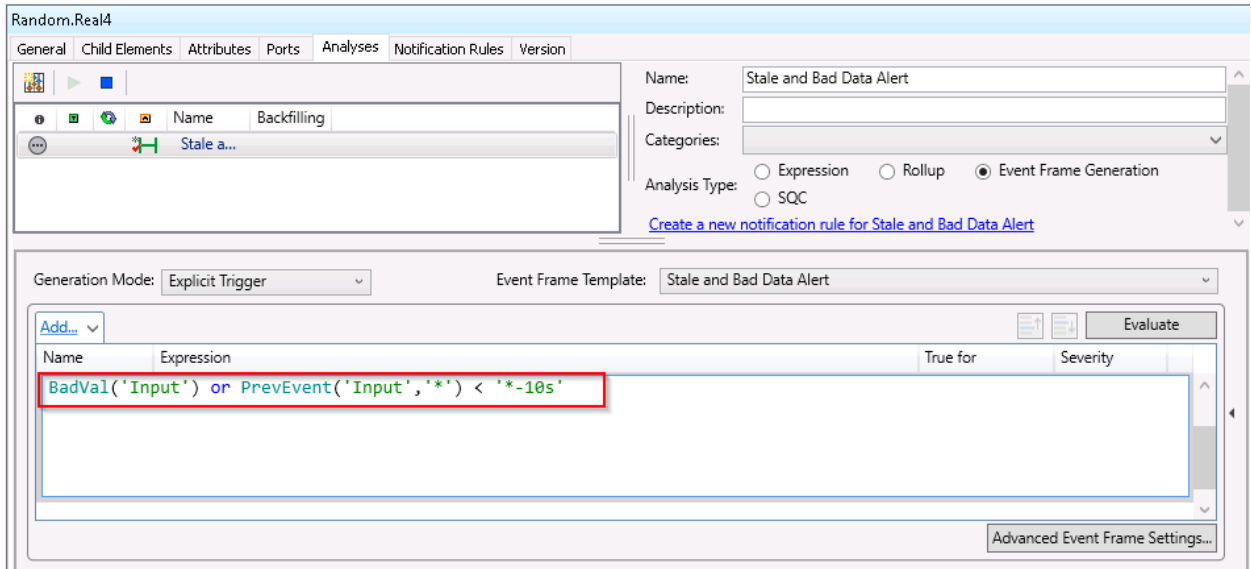 Random.Real4
General Child Elements Attributes Ports Analyses Notification Rules Version
Name Backfilling
Stale a...
Name: Stale and Bad Data Alert
Description:
Categories:
Analysis Type: Expression Rollup Event Frame Generation
SQC
Create a new notification rule for Stale and Bad Data Alert
Generation Mode: Explicit Trigger Event Frame Template: Stale and Bad Data Alert
Add... Evaluate
Name Expression True for Severity
BadVal('Input') or PrevEvent('Input','*') < '*-10s'
Advanced Event Frame Settings...